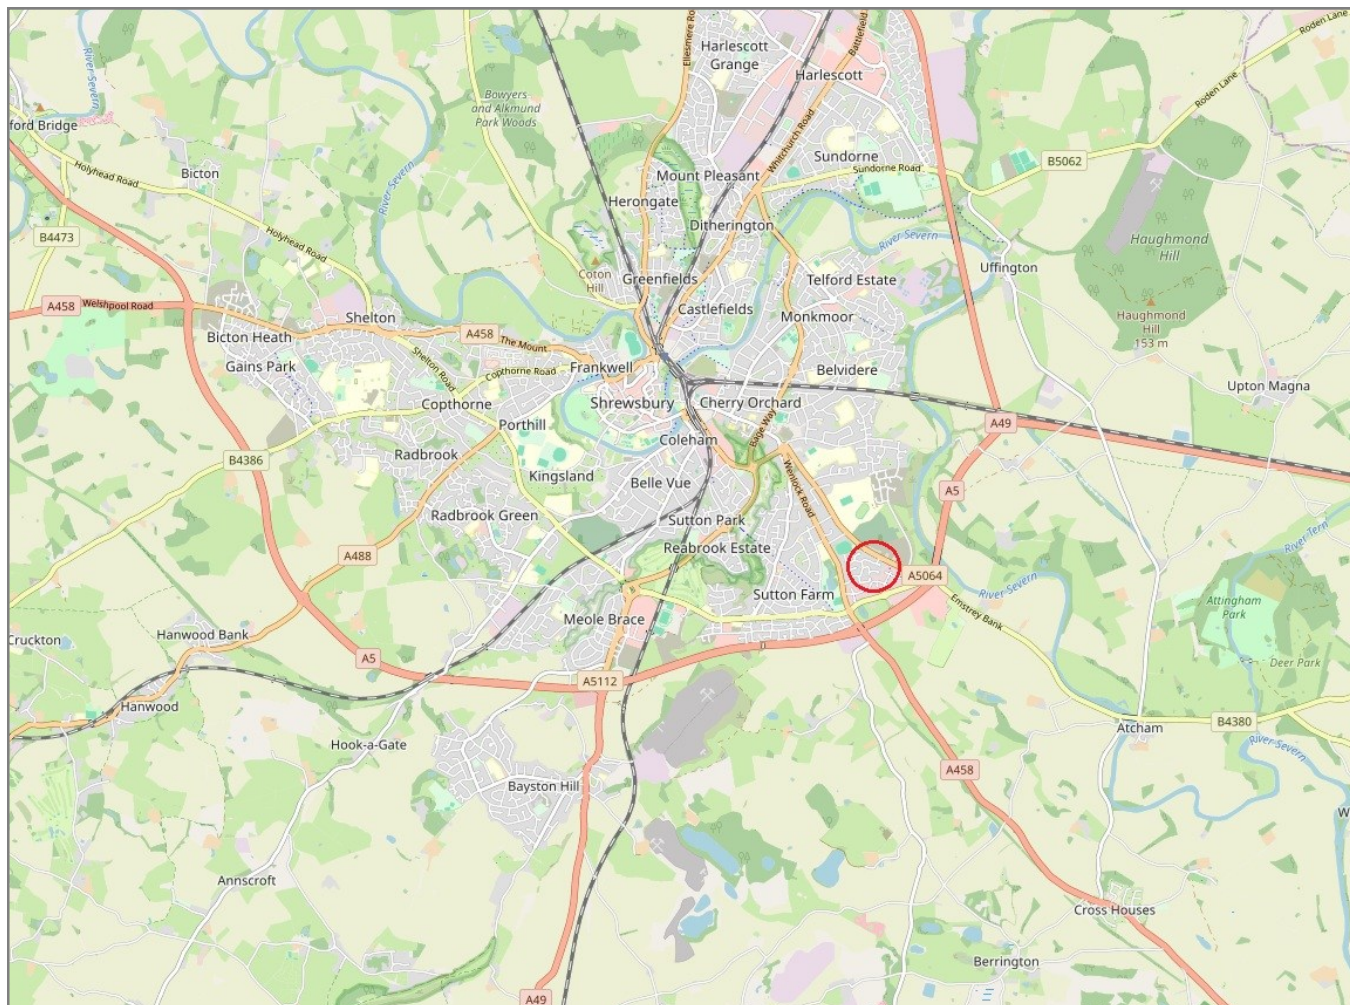 Ellesmere Ro
Battlefield
Roden Lane
River Severn
Harlescott
Grange
Harlescott
Roden Lane
Bowyers
and Alkmund
Park Woods
ford Bridge
Whitchurch Road
Sundorne
B5062
Holyhead Road
Bicton
River Severn
Mount Pleasant
Sundorne Road
Herongate
Ditherington
B4473
Holyhead Road
River Severn
Haughmond
Hill
Coton
Hill
Greenfields
Telford Estate
Uffington
A458
Welshpool Road
Castlefields
Monkmoor
Haughmond
Hill
153 m
Shelton
A458
The Mount
Bicton Heath
Gains Park
Shelton Road
Copthorne Road
Frankwell
Belvidere
Upton Magna
Copthorne
Shrewsbury
Cherry Orchard
Porthill
Bage Way
A49
Coleham
B4386
Radbrook
Kingsland
Belle Vue
Wenlock Road
A5
Radbrook Green
Sutton Park
River Tern
A488
Reabrook Estate
A5064
Sutton Farm
River Severn
Emstrey Bank
Attingham
Park
Meole Brace
Cruckton
Hanwood Bank
A5
Deer Park
A5112
Hanwood
Atcham
B4380
Hook-a-Gate
River Severn
A458
Bayston Hill
W
Annscroft
Cross Houses
Berrington
A49